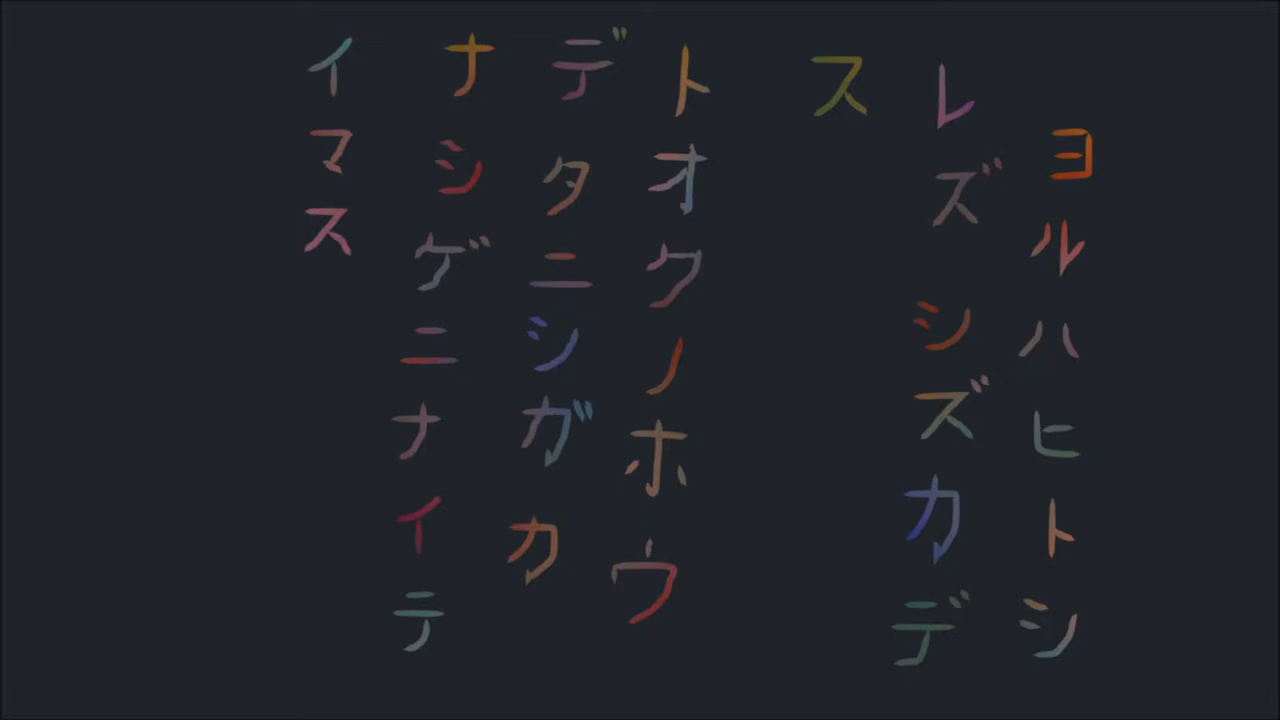 ヨルハヒトシ
レズ シズカデ
ス
トオクノホウ
デタニシガ カ
ナシゲニナイテ
イマス